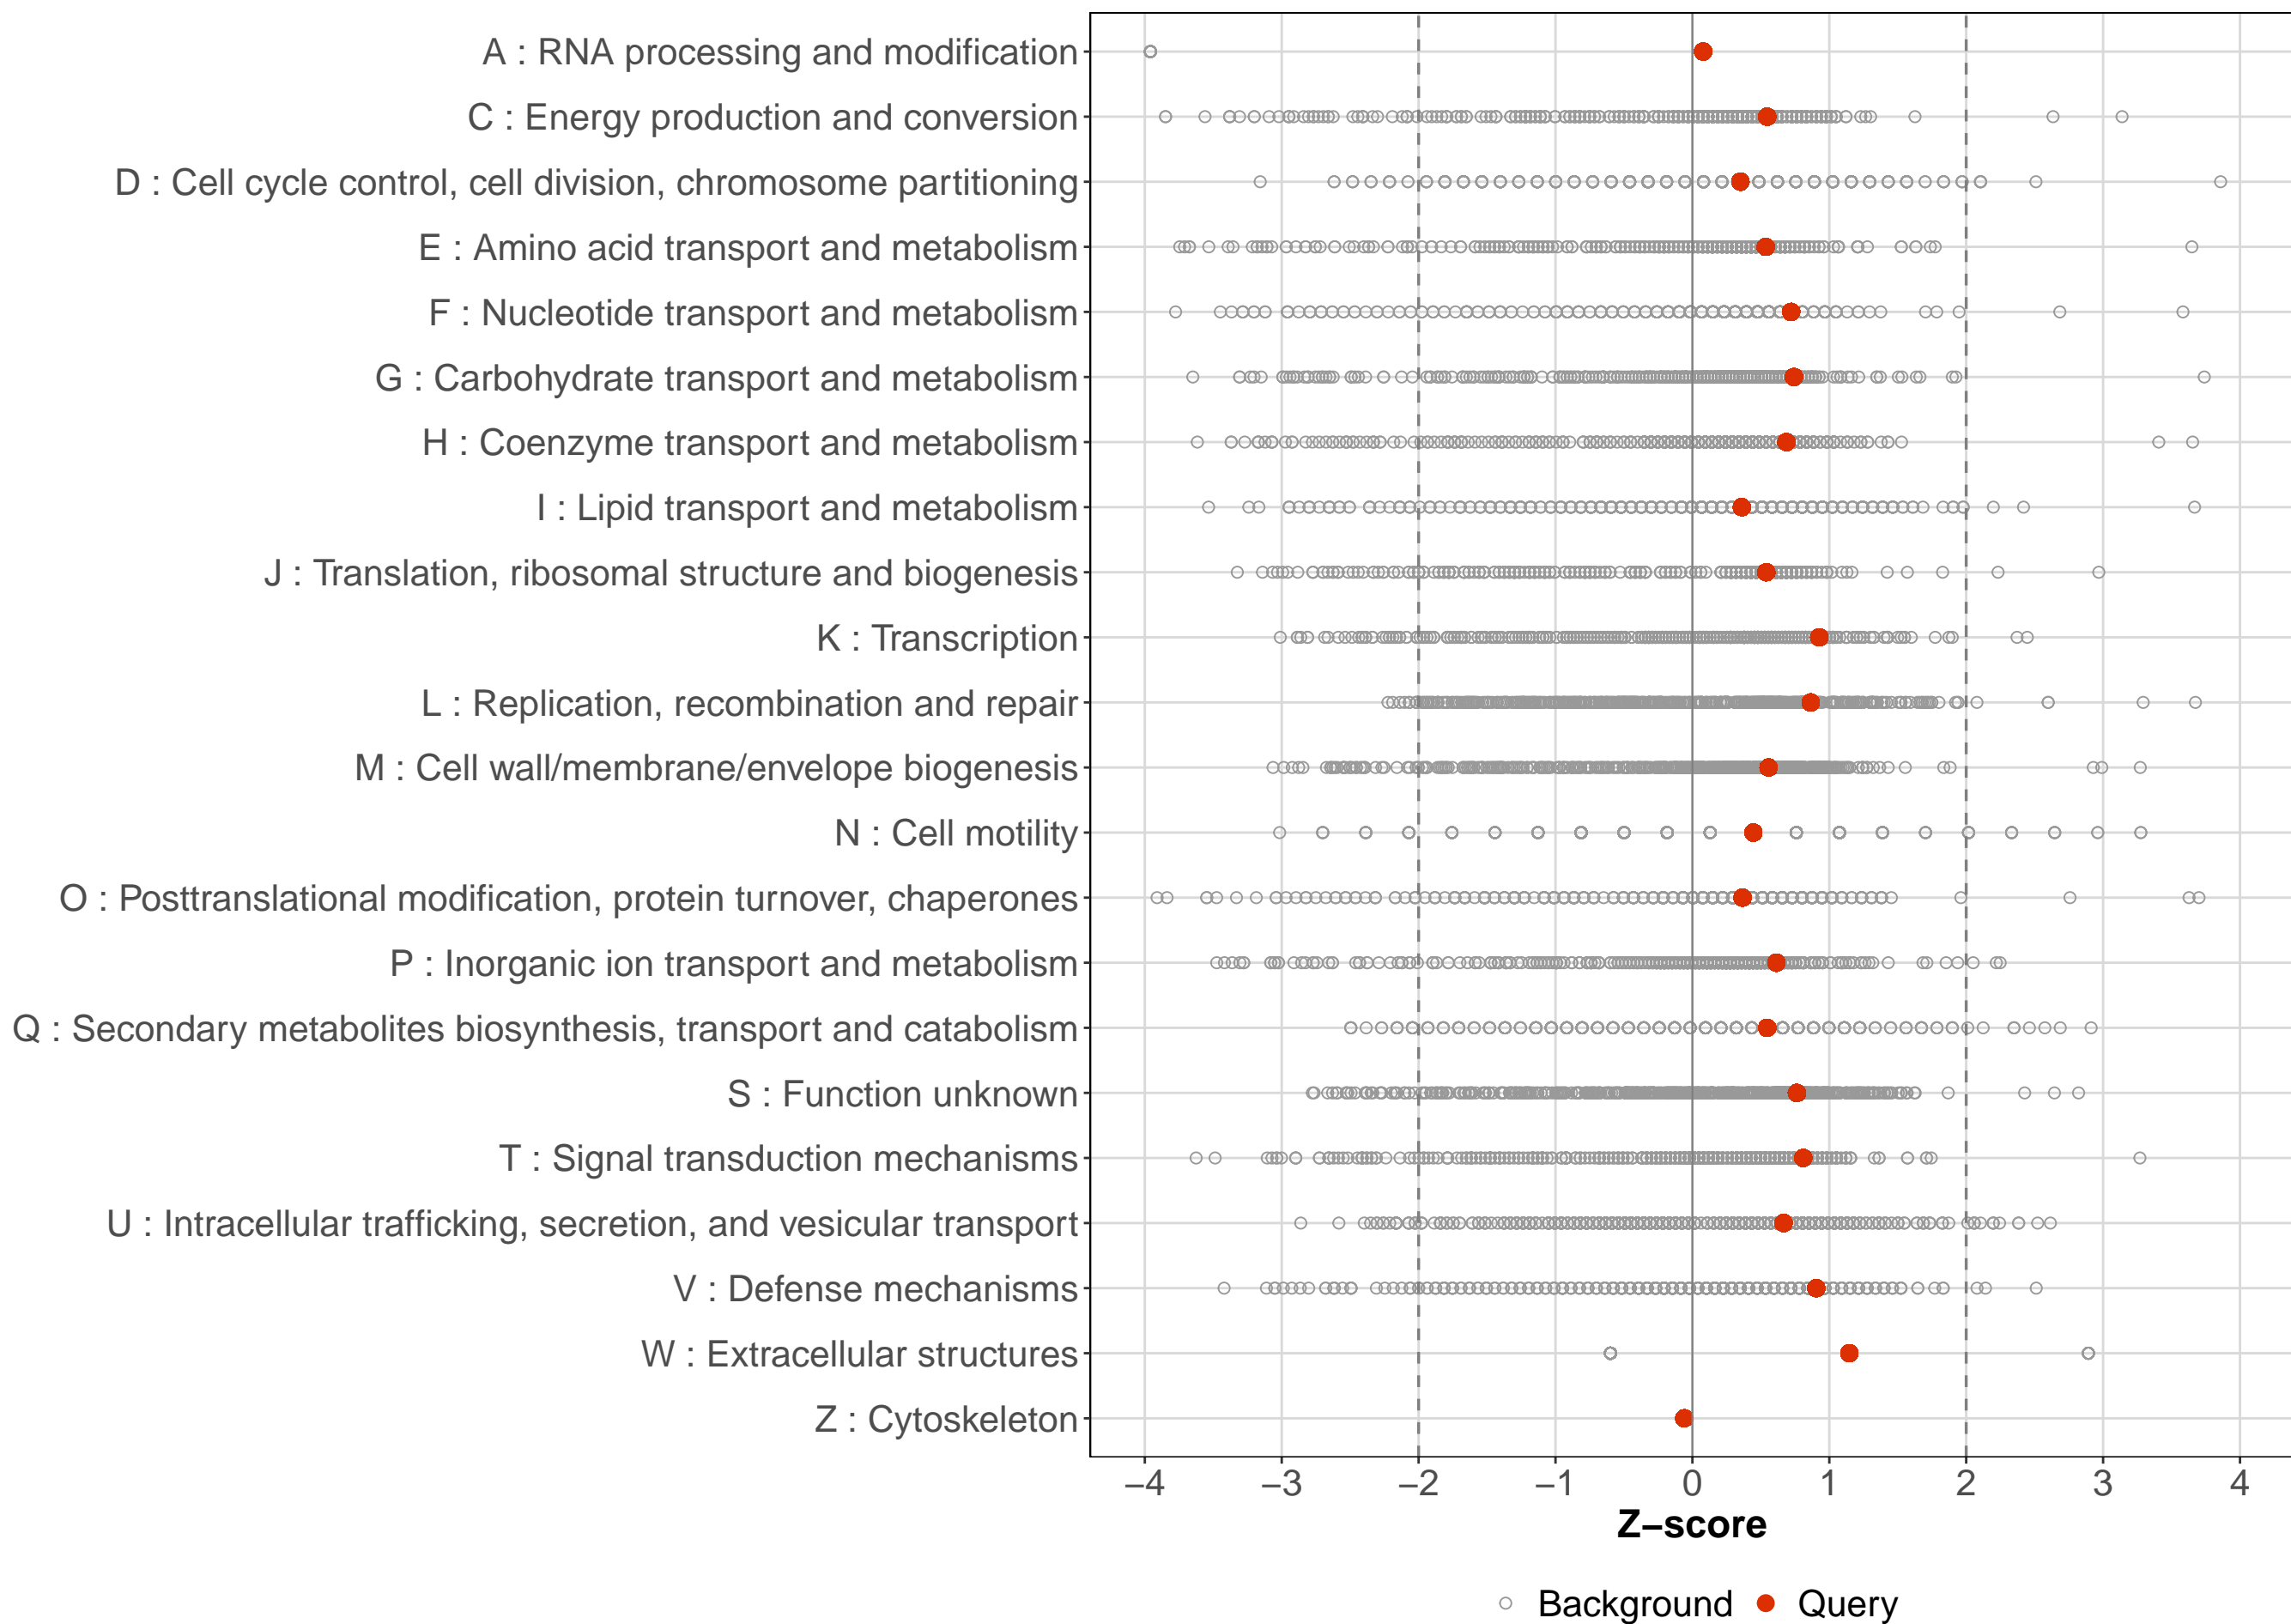 A : RNA processing and modification
C : Energy production and conversion
D : Cell cycle control, cell division, chromosome partitioning
E : Amino acid transport and metabolism
F : Nucleotide transport and metabolism
G : Carbohydrate transport and metabolism
H : Coenzyme transport and metabolism
I : Lipid transport and metabolism
J : Translation, ribosomal structure and biogenesis
K : Transcription
L : Replication, recombination and repair
M : Cell wall/membrane/envelope biogenesis
N : Cell motility
O : Posttranslational modification, protein turnover, chaperones
P : Inorganic ion transport and metabolism
Q : Secondary metabolites biosynthesis, transport and catabolism
S : Function unknown
T : Signal transduction mechanisms
U : Intracellular trafficking, secretion, and vesicular transport
V : Defense mechanisms
W : Extracellular structures
Z : Cytoskeleton
−4 −3 −2 −1 0 1 2 3 4
Z−score
Background Query